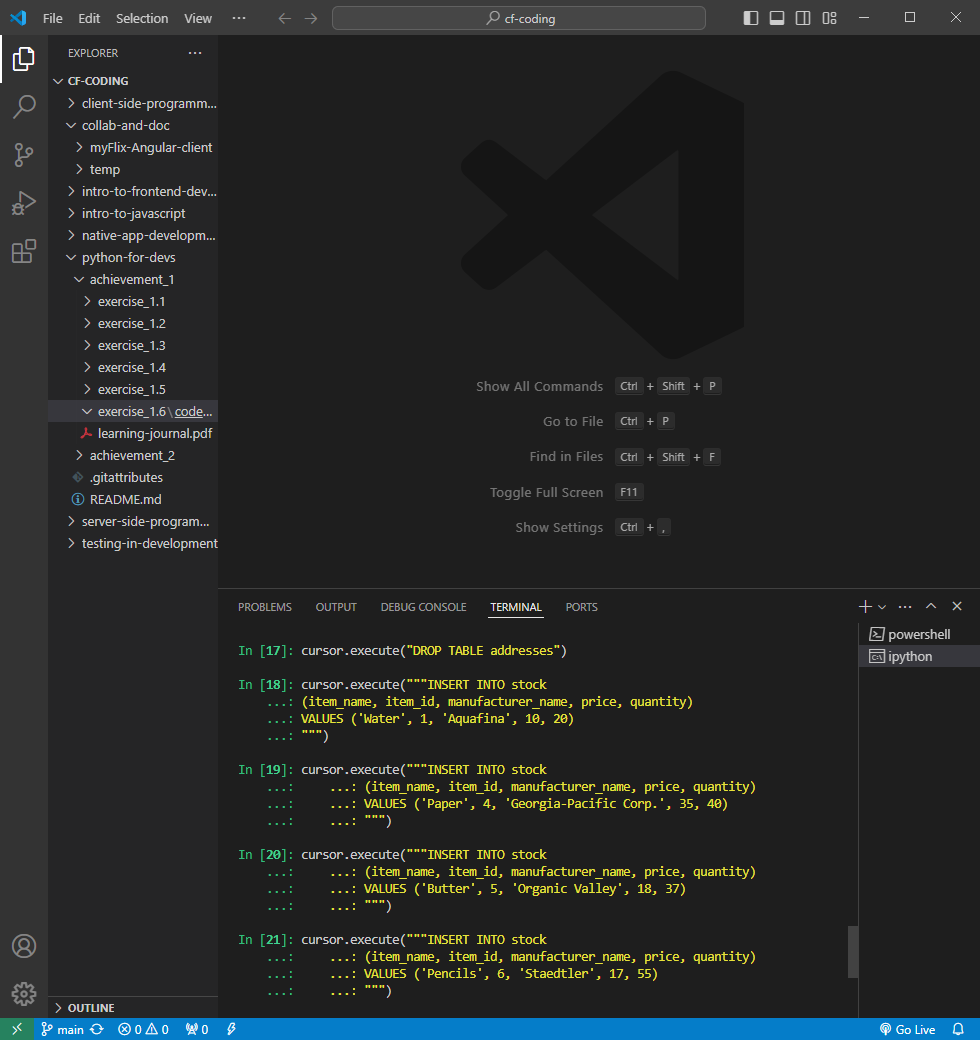 File Edit Selection View ··· cf-coding
EXPLORER ···
CF-CODING
client-side-programm...
collab-and-doc
myFlix-Angular-client
temp
intro-to-frontend-dev...
intro-to-javascript
native-app-developm...
python-for-devs
achievement_1
exercise_1.1
exercise_1.2
exercise_1.3
exercise_1.4
exercise_1.5
exercise_1.6\code...
learning-journal.pdf
achievement_2
.gitattributes
README.md
server-side-program...
testing-in-development
OUTLINE
Show All Commands Ctrl + Shift + P
Go to File Ctrl + P
Find in Files Ctrl + Shift + F
Toggle Full Screen F11
Show Settings Ctrl + ,
PROBLEMS OUTPUT DEBUG CONSOLE TERMINAL PORTS
powershell
ipython
In [17]: cursor.execute("DROP TABLE addresses")
In [18]: cursor.execute("""INSERT INTO stock
...: (item_name, item_id, manufacturer_name, price, quantity)
...: VALUES ('Water', 1, 'Aquafina', 10, 20)
...: """)
In [19]: cursor.execute("""INSERT INTO stock
...: ...: (item_name, item_id, manufacturer_name, price, quantity)
...: ...: VALUES ('Paper', 4, 'Georgia-Pacific Corp.', 35, 40)
...: ...: """)
In [20]: cursor.execute("""INSERT INTO stock
...: ...: (item_name, item_id, manufacturer_name, price, quantity)
...: ...: VALUES ('Butter', 5, 'Organic Valley', 18, 37)
...: ...: """)
In [21]: cursor.execute("""INSERT INTO stock
...: ...: (item_name, item_id, manufacturer_name, price, quantity)
...: ...: VALUES ('Pencils', 6, 'Staedtler', 17, 55)
...: ...: """)
main 0 0 0 Go Live